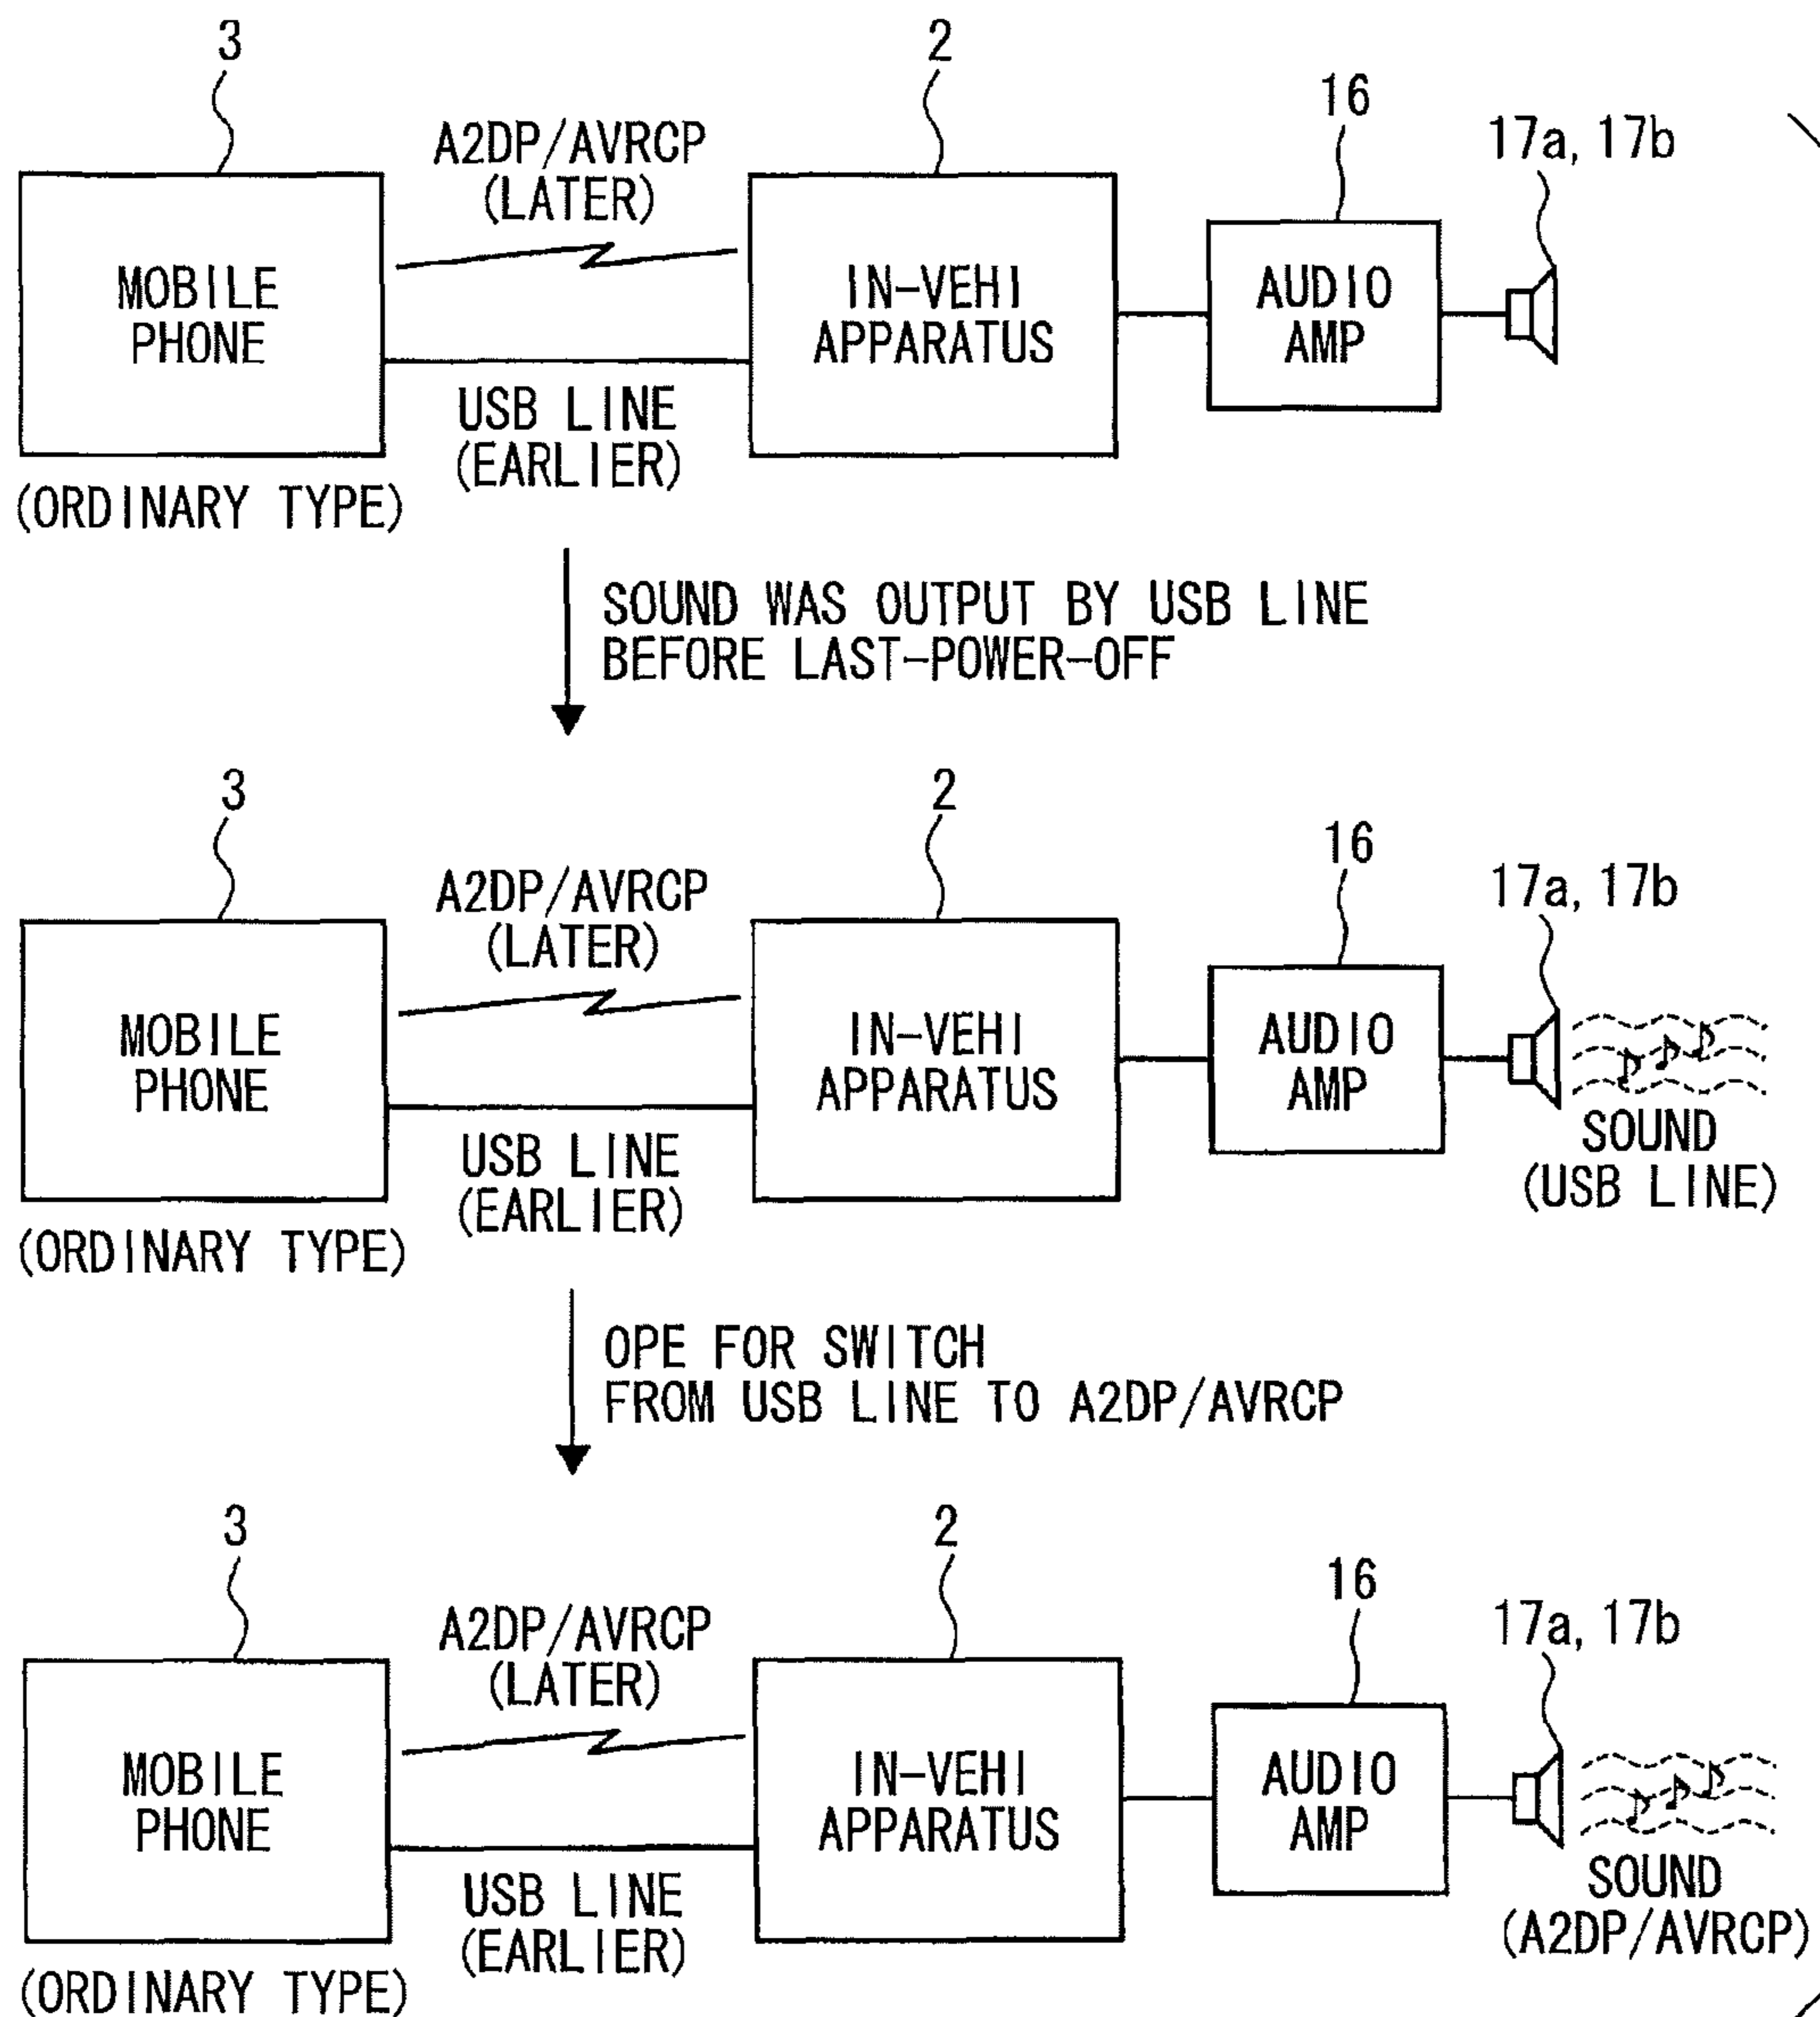 3
2
16
17a, 17b
A2DP/AVRCP
(LATER)
MOBILE
PHONE
IN-VEHI
APPARATUS
AUDIO
AMP
USB LINE
(EARLIER)
(ORDINARY TYPE)
SOUND WAS OUTPUT BY USB LINE
BEFORE LAST-POWER-OFF
3
2
16
17a, 17b
A2DP/AVRCP
(LATER)
MOBILE
PHONE
IN-VEHI
APPARATUS
AUDIO
AMP
SOUND
(USB LINE)
USB LINE
(EARLIER)
(ORDINARY TYPE)
OPE FOR SWITCH
FROM USB LINE TO A2DP/AVRCP
3
2
16
17a, 17b
A2DP/AVRCP
(LATER)
MOBILE
PHONE
IN-VEHI
APPARATUS
AUDIO
AMP
SOUND
(A2DP/AVRCP)
USB LINE
(EARLIER)
(ORDINARY TYPE)